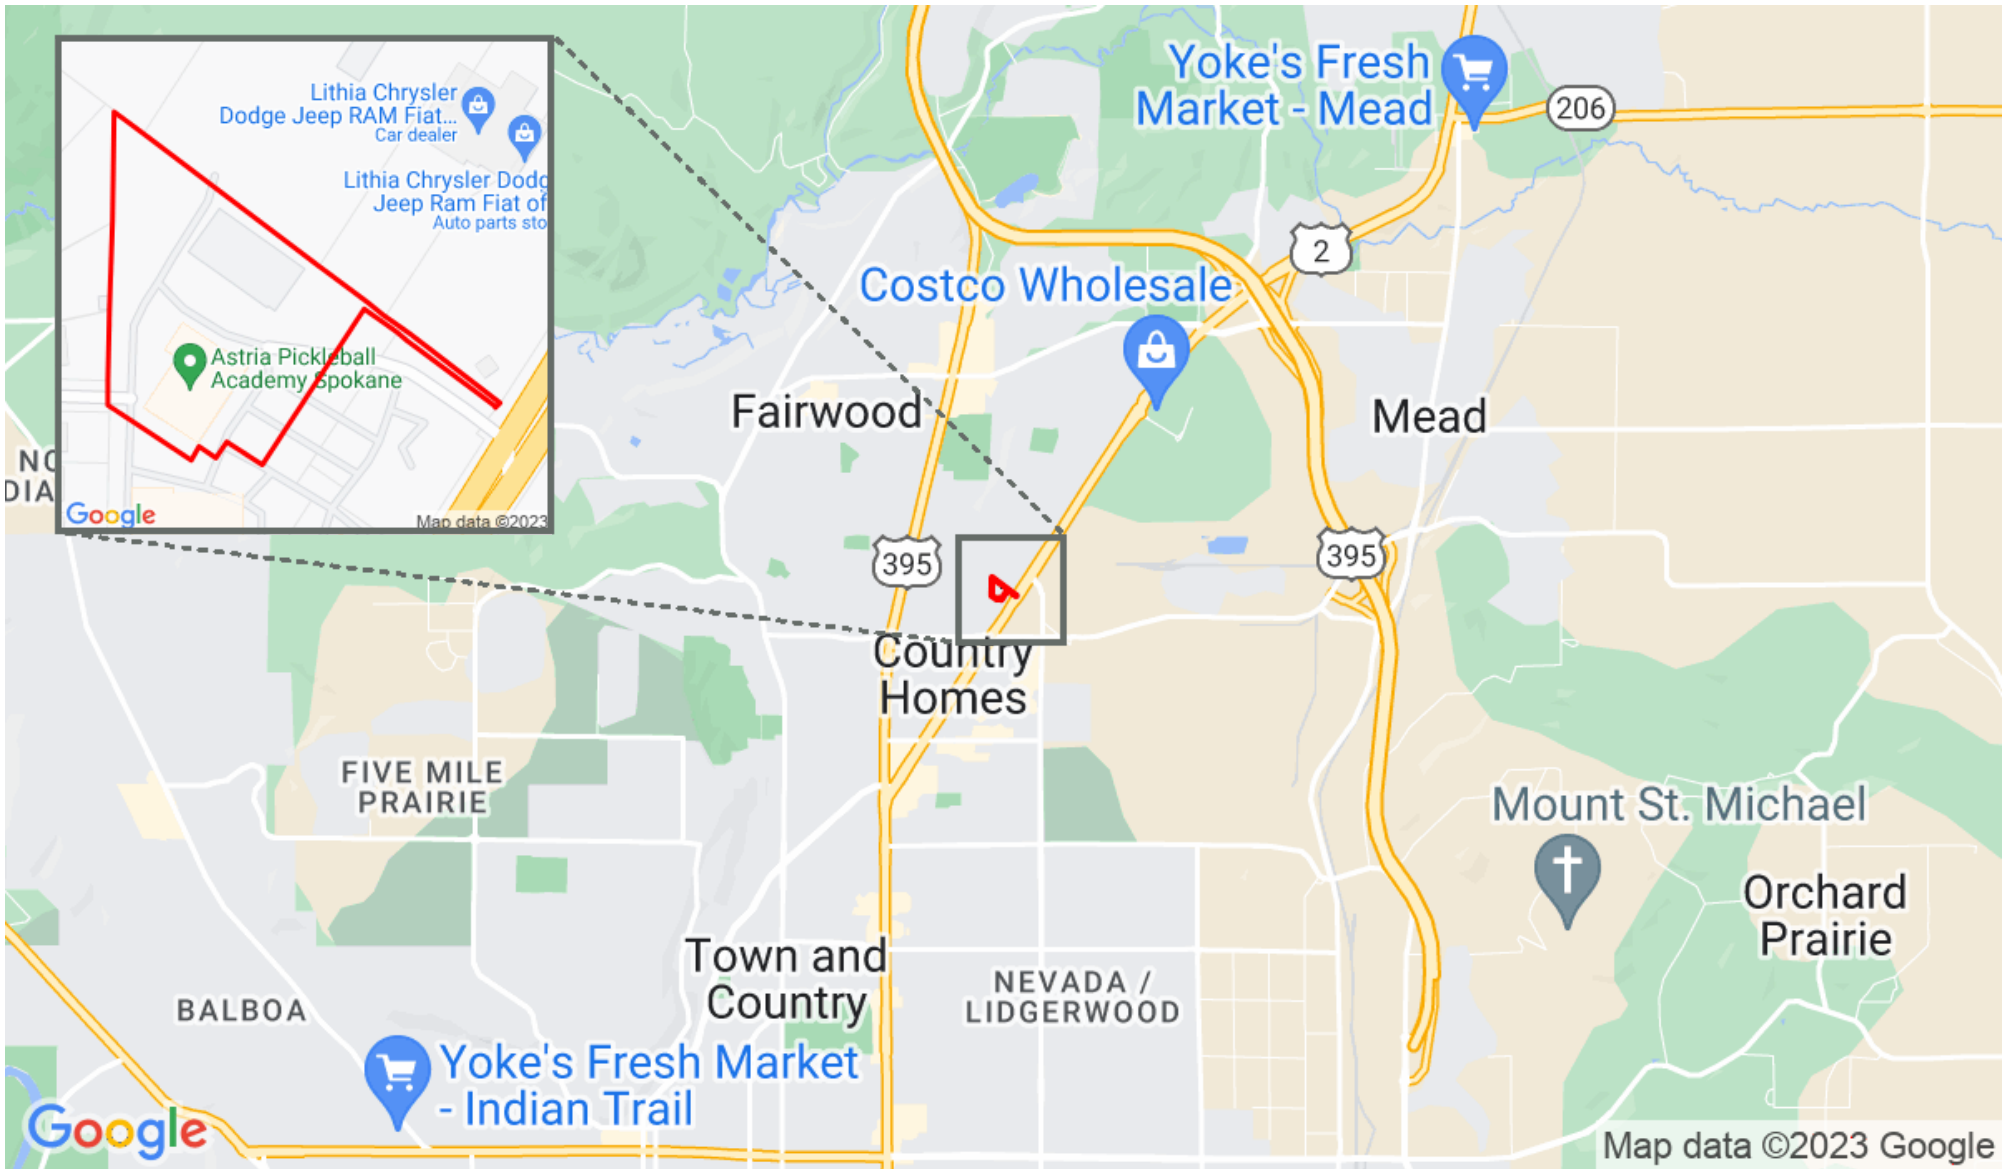 Lithia Chrysler
Dodge Jeep RAM Fiat...
Car dealer
Lithia Chrysler Dodg
Jeep Ram Fiat of
Auto parts sto
Astria Pickleball
Academy Spokane
Google
Map data ©2023
Yoke's Fresh
Market - Mead
206
2
Costco Wholesale
Fairwood
Mead
NO
DIA
395
395
Country
Homes
FIVE MILE
PRAIRIE
Mount St. Michael
Orchard
Prairie
Town and
Country
NEVADA /
LIDGERWOOD
BALBOA
Yoke's Fresh Market
- Indian Trail
Google
Map data ©2023 Google